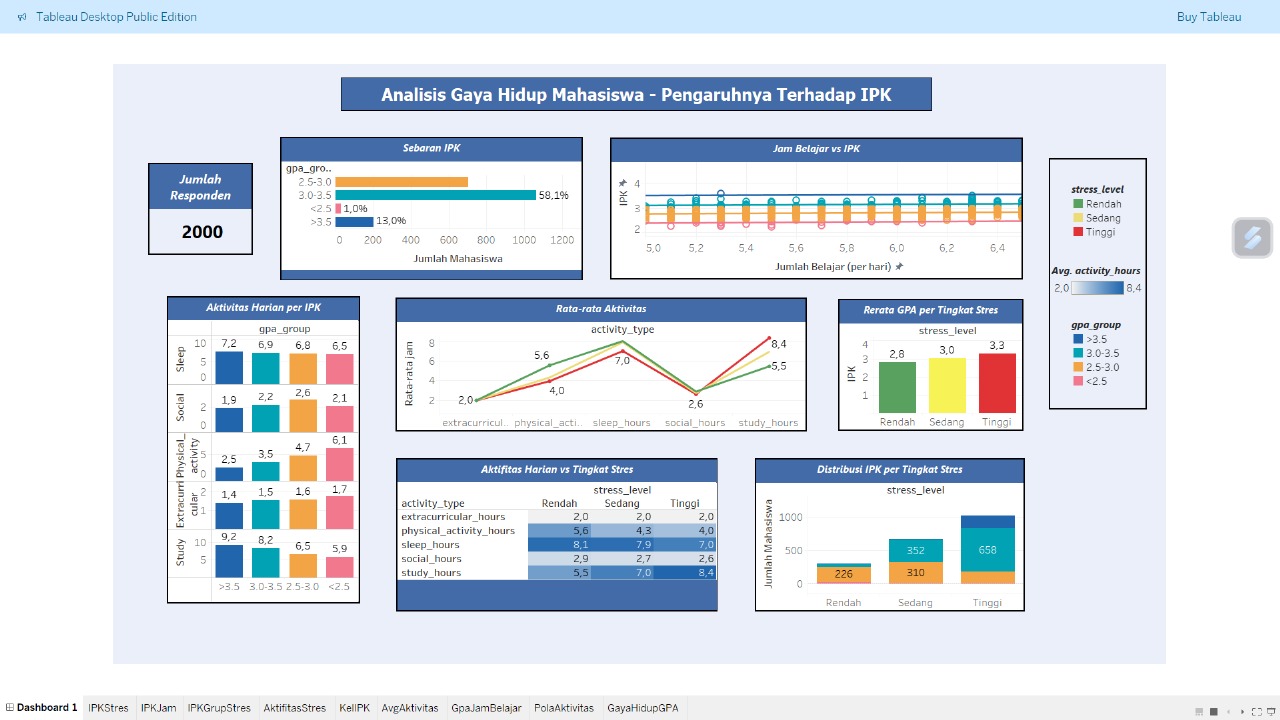 Tableau Desktop Public Edition
Buy Tableau
Analisis Gaya Hidup Mahasiswa - Pengaruhnya Terhadap IPK
Jumlah
Responden
2000
Sebaran IPK
gpa_gro..
2.5-3.0
3.0-3.5 58,1%
<2.5 1,0%
>3.5 13,0%
0 200 400 600 800 1000 1200
Jumlah Mahasiswa
Jam Belajar vs IPK
IPK
4
3
2
5,0 5,2 5,4 5,6 5,8 6,0 6,2 6,4
Jumlah Belajar (per hari)
stress_level
Rendah
Sedang
Tinggi
Avg. activity_hours
2,0 8,4
gpa_group
>3.5
3.0-3.5
2.5-3.0
<2.5
Aktivitas Harian per IPK
gpa_group
Sleep
10
5
0
7,2 6,9 6,8 6,5
Social
2
0
1,9 2,2 2,6 2,1
Physical_
activity
5
0
2,5 3,5 4,7 6,1
Extracurri
cular
2
1
1,4 1,5 1,6 1,7
Study
10
0
9,2 8,2 6,5 5,9
>3.5 3.0-3.5 2.5-3.0 <2.5
Rata-rata Aktivitas
activity_type
Rata-rata Jam
8
6
4
2
2,0
5,6
4,0
7,0
2,6
8,4
5,5
extracurricul.. physical_acti.. sleep_hours social_hours study_hours
Rerata GPA per Tingkat Stres
stress_level
IPK
4
3
2
1
2,8 3,0 3,3
Rendah Sedang Tinggi
Aktifitas Harian vs Tingkat Stres
stress_level
activity_type Rendah Sedang Tinggi
extracurricular_hours 2,0 2,0 2,0
physical_activity_hours 5,6 4,3 4,0
sleep_hours 8,1 7,9 7,0
social_hours 2,9 2,7 2,6
study_hours 5,5 7,0 8,4
Distribusi IPK per Tingkat Stres
stress_level
Jumlah Mahasiswa
1000
500
0
226
352
310
658
Rendah Sedang Tinggi
Dashboard 1 IPKStres IPKJam IPKGrupStres AktifitasStres KelIPK AvgAktivitas GpaJamBelajar PolaAktivitas GayaHidupGPA